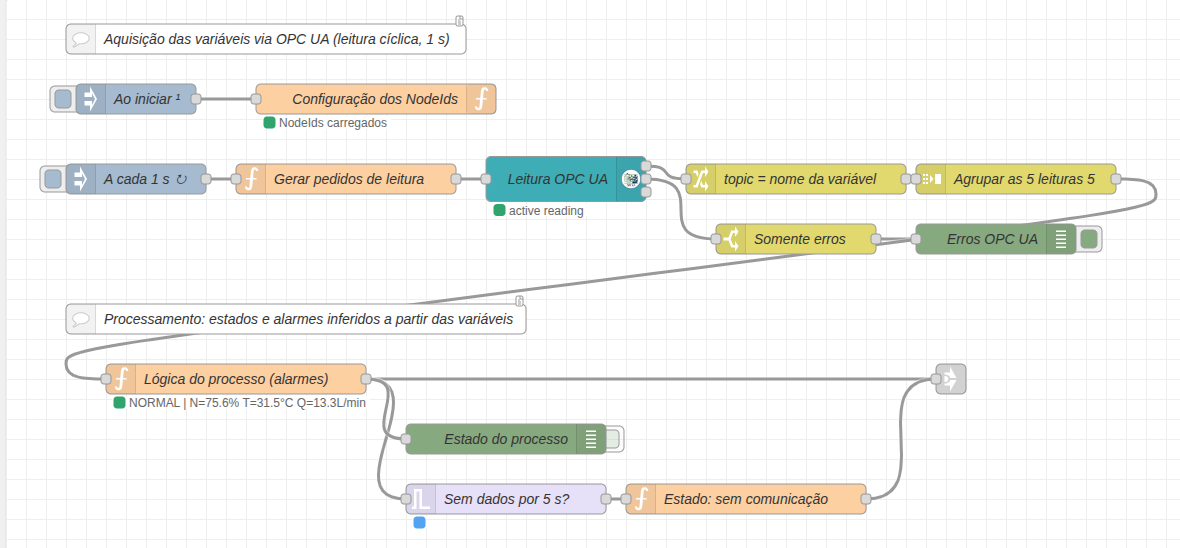 Aquisição das variáveis via OPC UA (leitura cíclica, 1 s)
Ao iniciar ¹
Configuração dos NodeIds
NodeIds carregados
A cada 1 s ↻
Gerar pedidos de leitura
Leitura OPC UA
topic = nome da variável
Agrupar as 5 leituras 5
active reading
Somente erros
Erros OPC UA
Processamento: estados e alarmes inferidos a partir das variáveis
Lógica do processo (alarmes)
NORMAL | N=75.6% T=31.5°C Q=13.3L/min
Estado do processo
Sem dados por 5 s?
Estado: sem comunicação